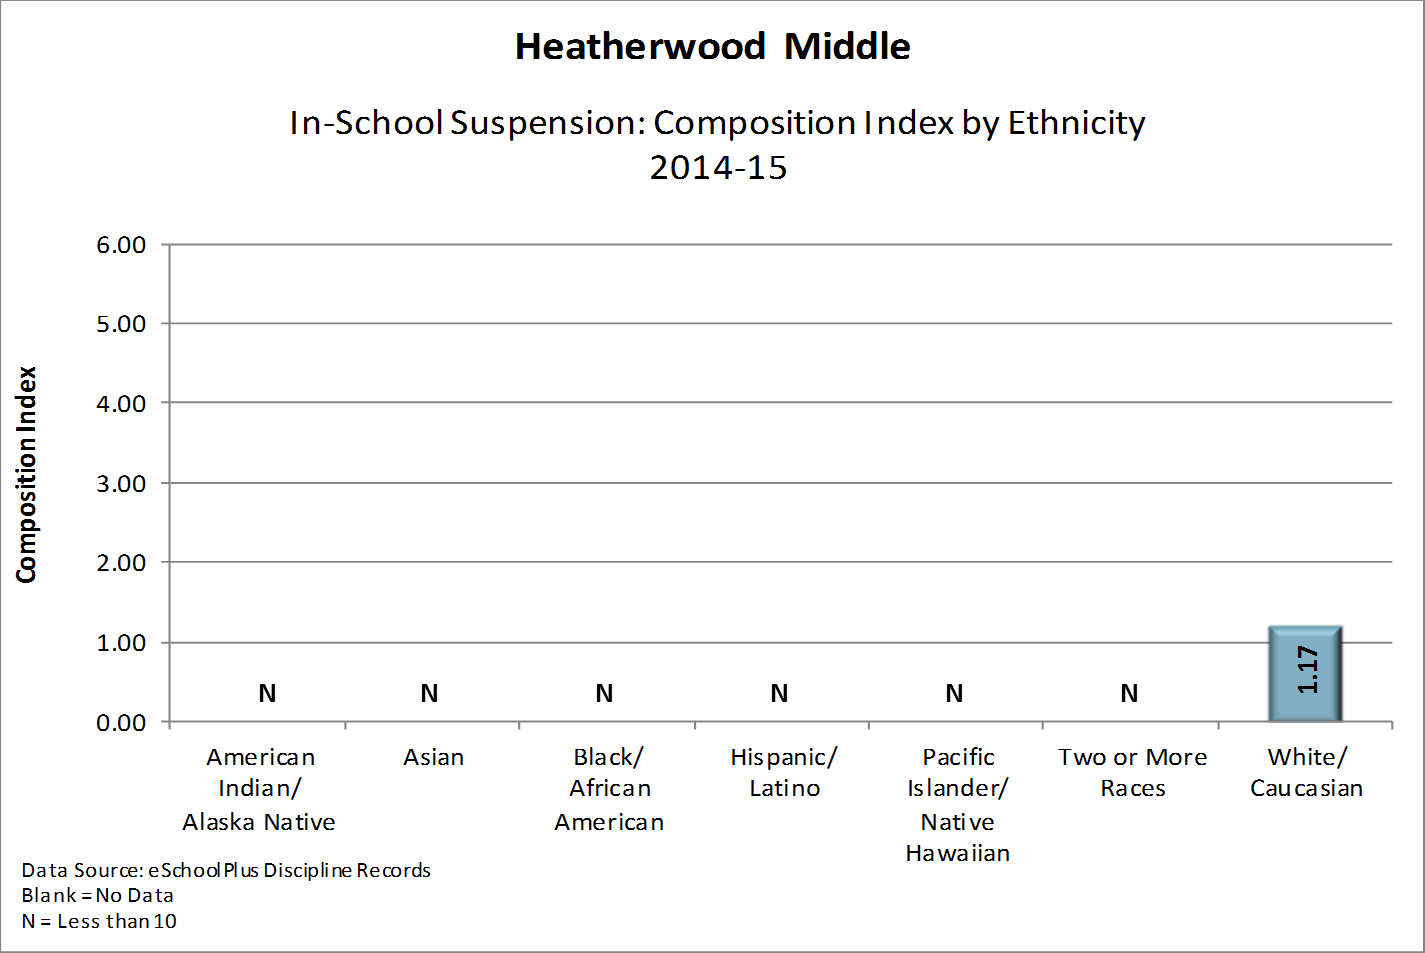 Heatherwood Middle
In-School Suspension: Composition Index by Ethnicity
2014-15
Composition Index
6.00
5.00
4.00
3.00
2.00
1.00
0.00
N
N
N
N
N
N
1.17
American
Indian/
Alaska Native
Asian
Black/
African
American
Hispanic/
Latino
Pacific
Islander/
Native
Hawaiian
Two or More
Races
White/
Caucasian
Data Source: eSchoolPlus Discipline Records
Blank = No Data
N = Less than 10